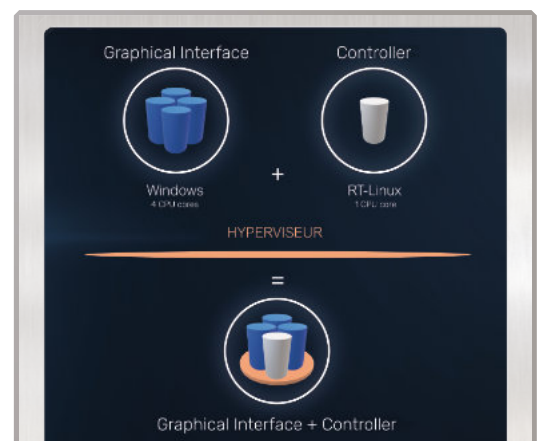 Graphical Interface
Controller
+
Windows
4 CPU cores
RT-Linux
1 CPU core
HYPERVISEUR
=
Graphical Interface + Controller